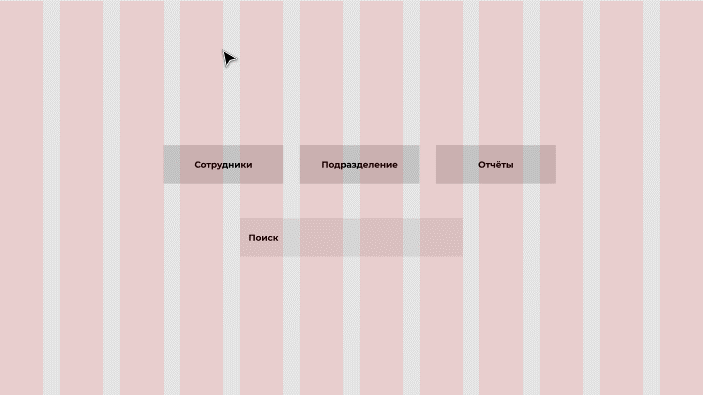 Сотрудники
Подразделение
Отчёты
Поиск